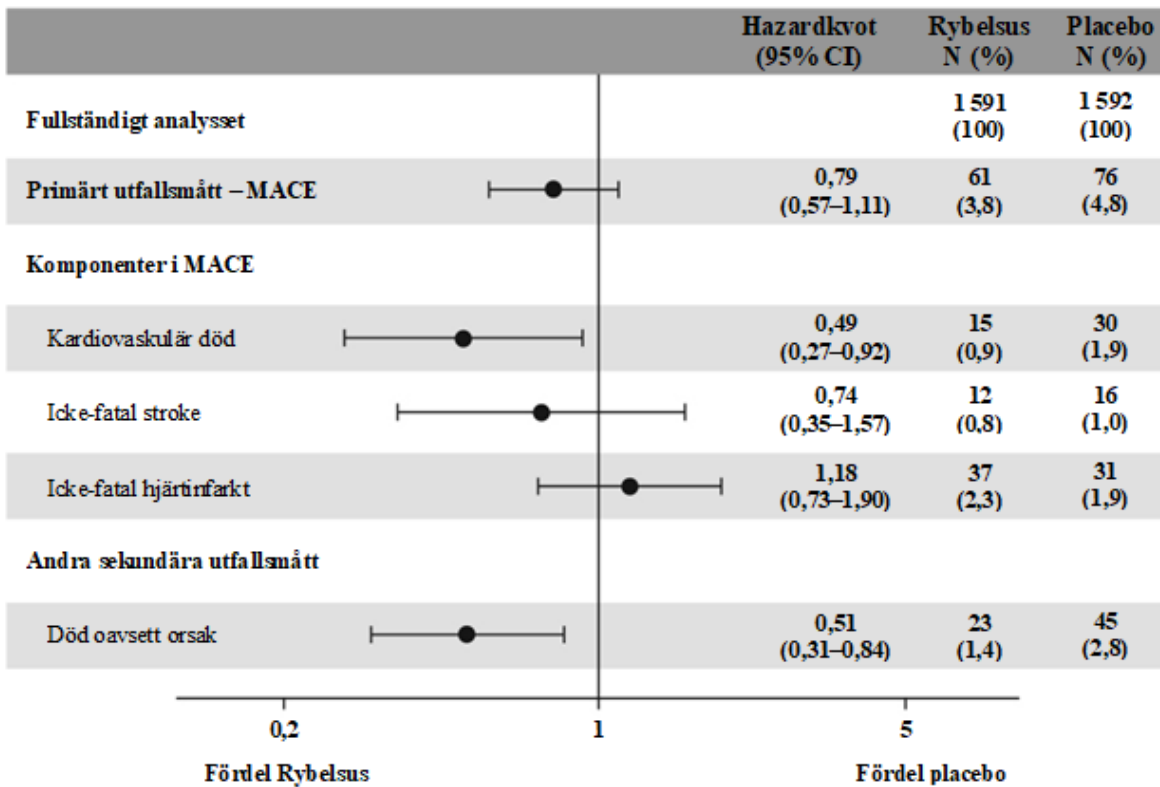 Hazardkvot Rybelsus Placebo
(95% CI) N (%) N (%)
Fullständigt analysset
1 591 1 592
(100) (100)
Primärt utfallsmått – MACE
0,79 61 76
(0,57–1,11) (3,8) (4,8)
Komponenter i MACE
Kardiovaskulär död
0,49 15 30
(0,27–0,92) (0,9) (1,9)
Icke-fatal stroke
0,74 12 16
(0,35–1,57) (0,8) (1,0)
Icke-fatal hjärtinfarkt
1,18 37 31
(0,73–1,90) (2,3) (1,9)
Andra sekundära utfallsmått
Död oavsett orsak
0,51 23 45
(0,31–0,84) (1,4) (2,8)
0,2 1 5
Fördel Rybelsus Fördel placebo